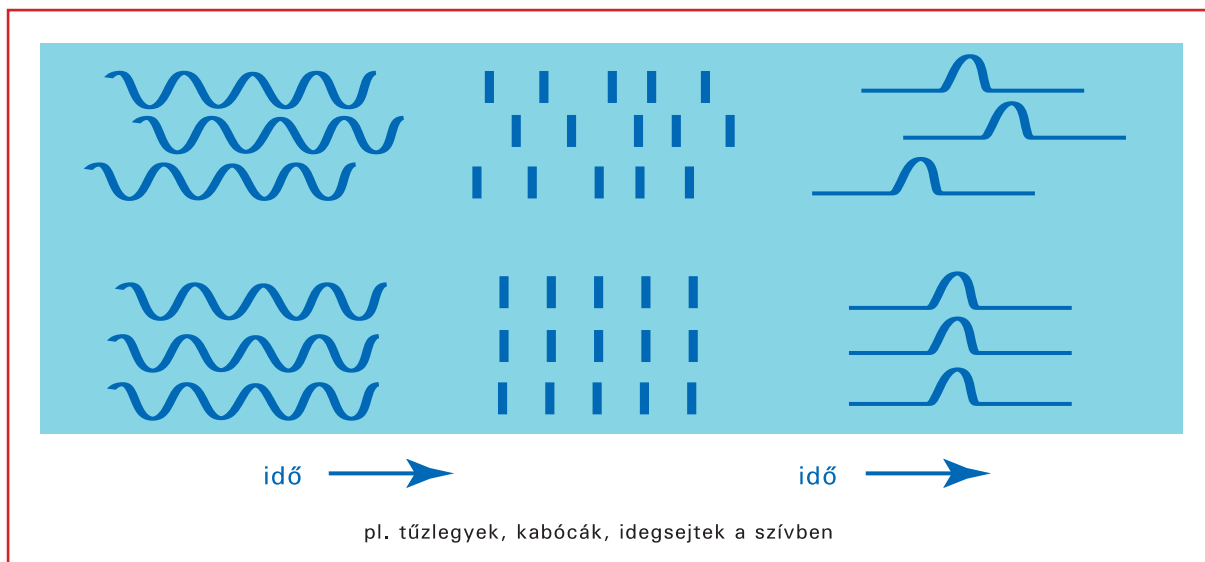 idő idő
pl. tűzlegyek, kabócák, idegsejtek a szívben